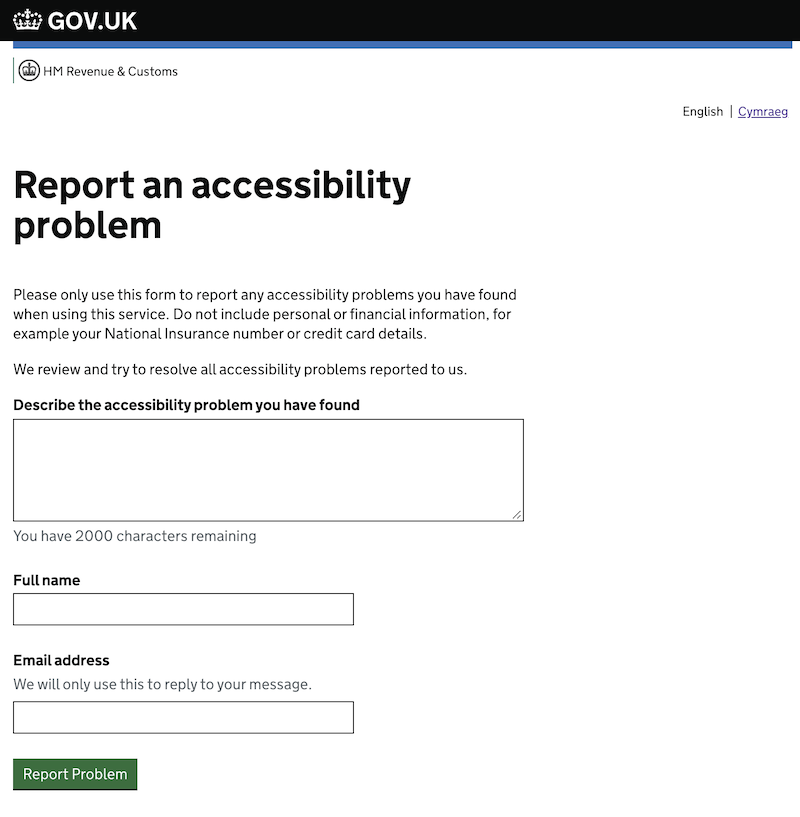 GOV.UK
HM Revenue & Customs
English | Cymraeg
Report an accessibility
problem
Please only use this form to report any accessibility problems you have found
when using this service. Do not include personal or financial information, for
example your National Insurance number or credit card details.
We review and try to resolve all accessibility problems reported to us.
Describe the accessibility problem you have found
You have 2000 characters remaining
Full name
Email address
We will only use this to reply to your message.
Report Problem